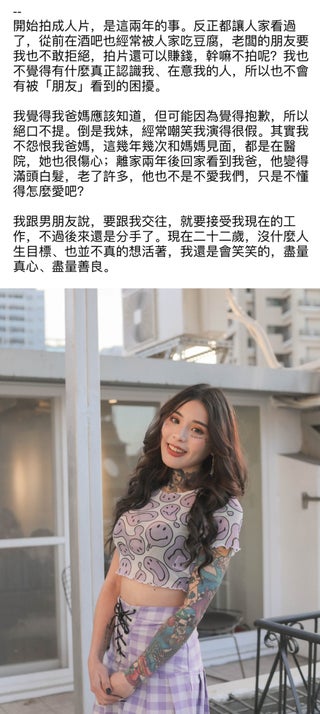 --
開始拍成人片，是這兩年的事。反正都讓人家看過
了，從前在酒吧也經常被人家吃豆腐，老闆的朋友要
我也不敢拒絕，拍片還可以賺錢，幹嘛不拍呢？我也
不覺得有什麼真正認識我、在意我的人，所以也不會
有被「朋友」看到的困擾。
我覺得我爸媽應該知道，但可能因為覺得抱歉，所以
絕口不提。倒是我妹，經常嘲笑我演得很假。其實我
不怨恨我爸媽，這幾年幾次和媽媽見面，都是在醫
院，她也很傷心；離家兩年後回家看到我爸，他變得
滿頭白髮，老了許多，他也不是不愛我們，只是不懂
得怎麼愛吧？
我跟男朋友說，要跟我交往，就要接受我現在的工
作，不過後來還是分手了。現在二十二歲，沒什麼人
生目標、也並不真的想活著，我還是會笑笑的，盡量
真心、盡量善良。